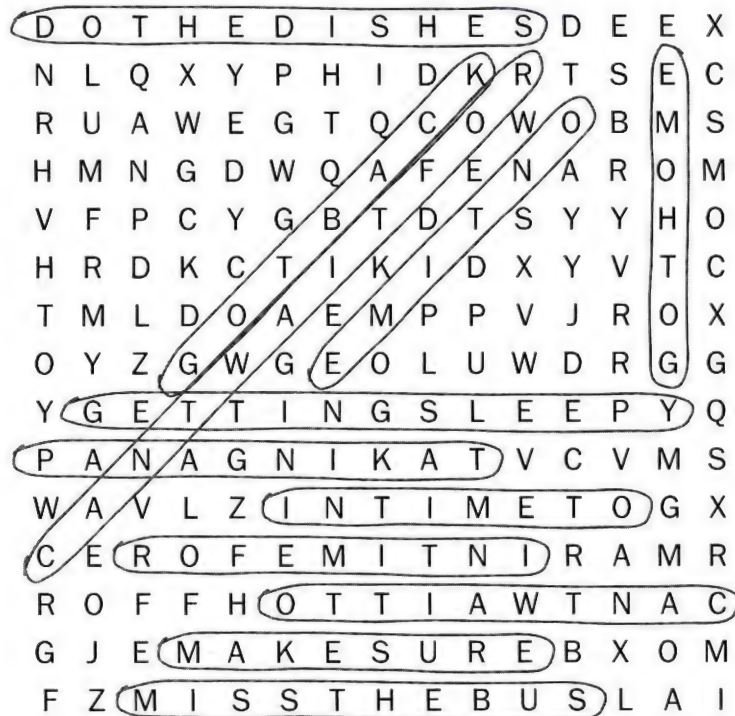 D O T H E D I S H E S D E E X
N L Q X Y P H I D K R T S E C
R U A W E G T Q C O W O B M S
H M N G D W Q A F E N A R O M
V F P C Y G B T D T S Y Y H O
H R D K C T I K I D X Y V T C
T M L D O A E M P P V J R O X
O Y Z G W G E O L U W D R G G
Y G E T T I N G S L E E P Y Q
P A N A G N I K A T V C V M S
W A V L Z I N T I M E T O G X
C E R O F E M I T N I R A M R
R O F F H O T T I A W T N A C
G J E M A K E S U R E B X O M
F Z M I S S T H E B U S L A I